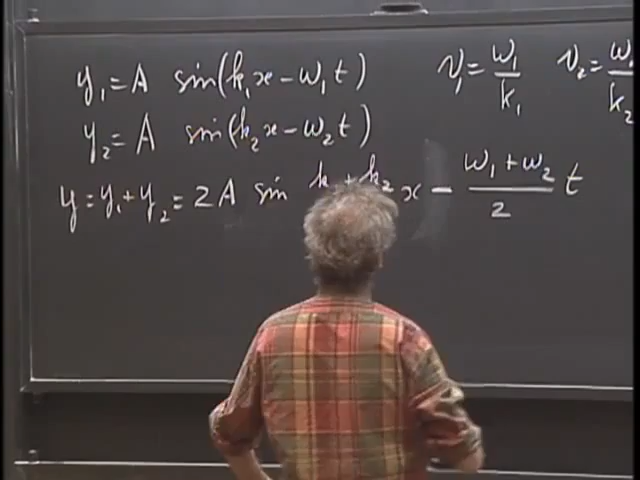 y₁ = A sin(k₁x − ω₁t) v₁ = ω₁/k₁ v₂ = ω/k₂
y₂ = A sin(k₂x − ω₂t)
y = y₁ + y₂ = 2A sin k + k₂ x − (ω₁ + ω₂)/2 t